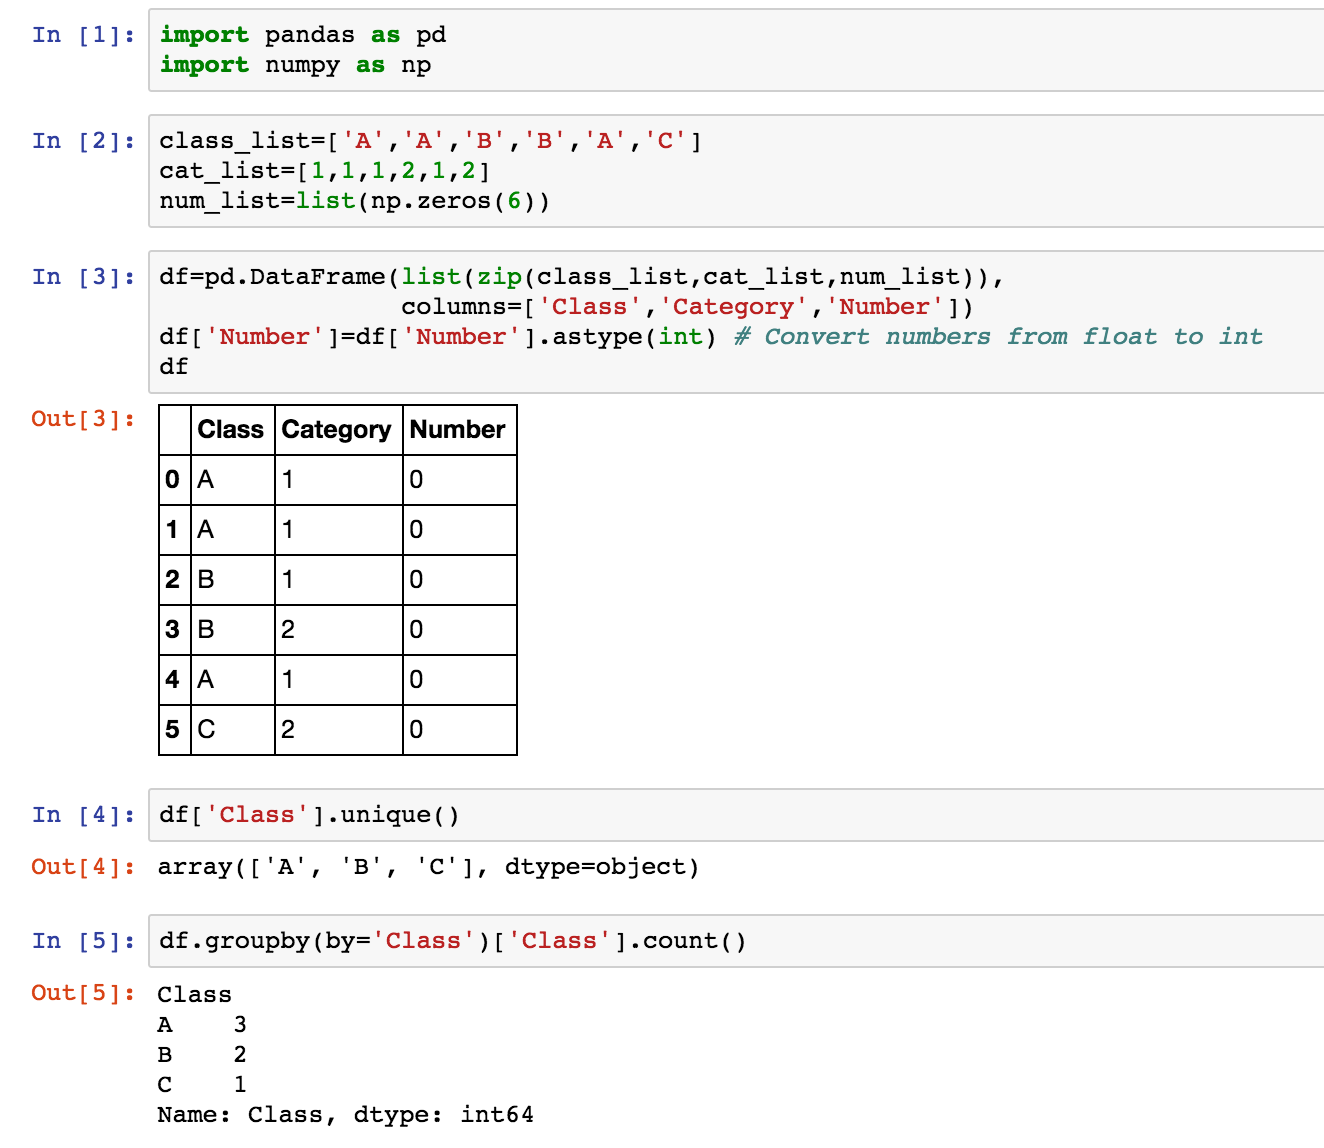 In [1]: import pandas as pd
import numpy as np
In [2]: class_list=['A','A','B','B','A','C']
cat_list=[1,1,1,2,1,2]
num_list=list(np.zeros(6))
In [3]: df=pd.DataFrame(list(zip(class_list,cat_list,num_list)),
columns=['Class','Category','Number'])
df['Number']=df['Number'].astype(int) # Convert numbers from float to int
df
Out[3]:
Class Category Number
0 A 1 0
1 A 1 0
2 B 1 0
3 B 2 0
4 A 1 0
5 C 2 0
In [4]: df['Class'].unique()
Out[4]: array(['A', 'B', 'C'], dtype=object)
In [5]: df.groupby(by='Class')['Class'].count()
Out[5]: Class
A 3
B 2
C 1
Name: Class, dtype: int64